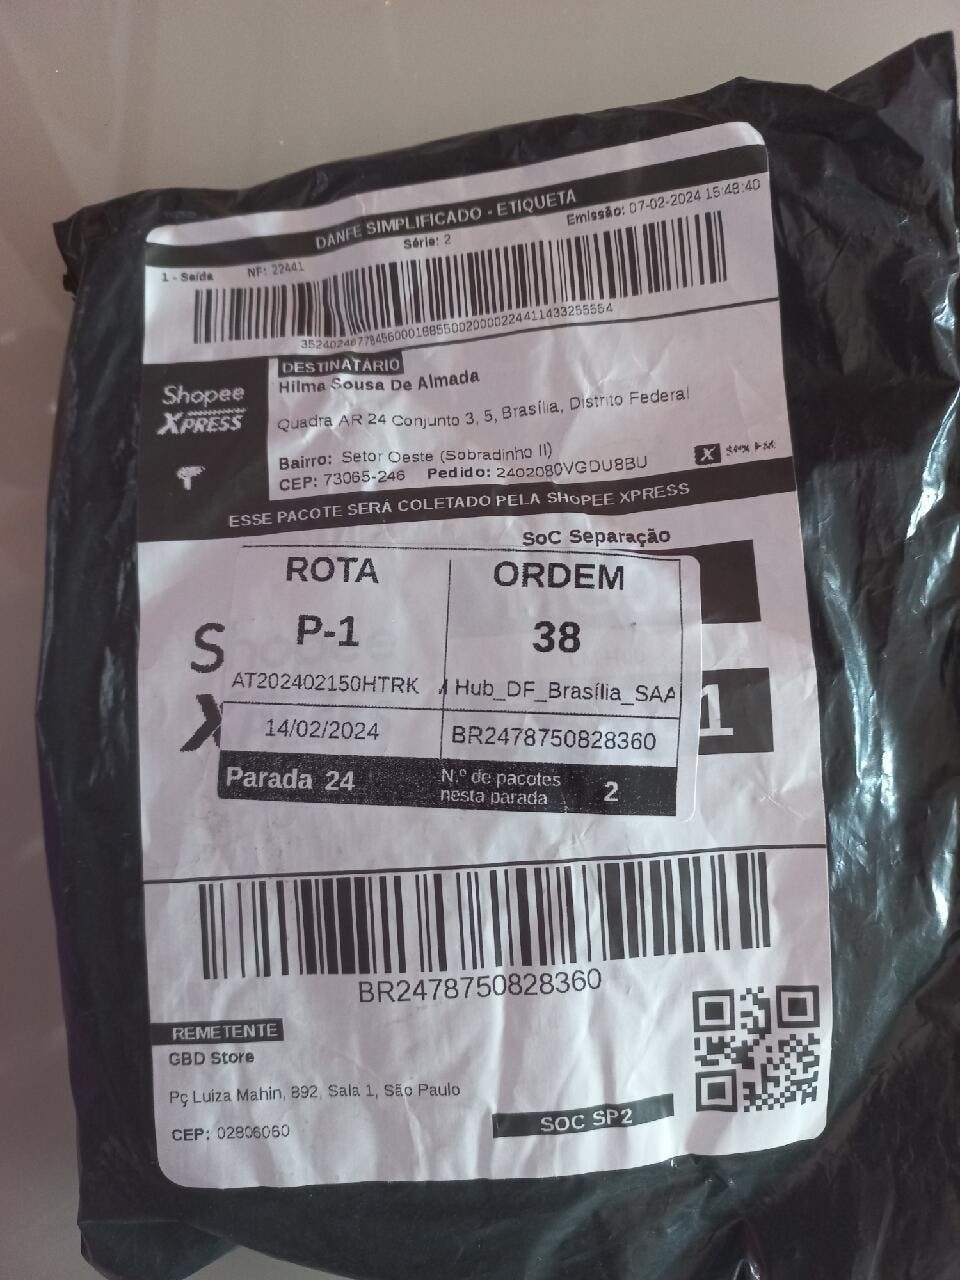 DANFE SIMPLIFICADO - ETIQUETA
1 - Saída NF: 22441 Série: 2 Emissão: 07-02-2024 15:49:40
DESTINATÁRIO
Hilma Sousa De Almada
Quadra AR 24 Conjunto 3, 5, Brasília, Distrito Federal
Bairro: Setor Oeste (Sobradinho II)
CEP: 73065-246 Pedido: 2402080VGDU8BU
Shopee
XPRESS
T
X
ESSE PACOTE SERÁ COLETADO PELA SHOPEE XPRESS
SoC Separação
ROTA ORDEM
P-1 38
AT202402150HTRK Hub_DF_Brasília_SAA
14/02/2024 BR2478750828360
Parada 24 N.º de pacotes
nesta parada 2
S
X
1
BR2478750828360
REMETENTE
GBD Store
Pç Luiza Mahin, 892, Sala 1, São Paulo
CEP: 02806060
SOC SP2